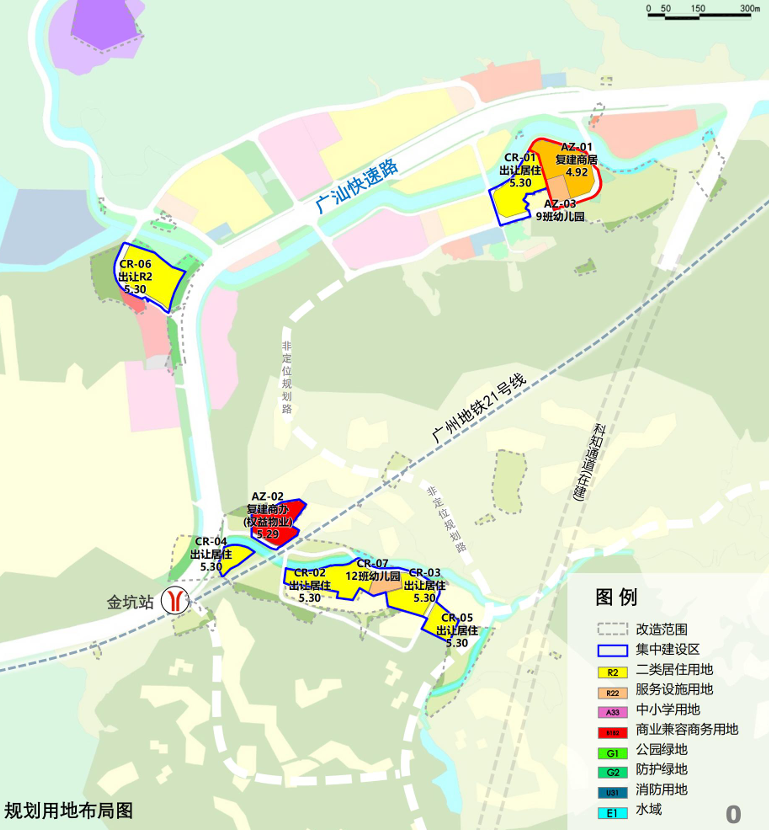 0 50 150 300m
广汕快速路
CR-01
出让居住
5.30
AZ-01
复建商居
4.92
AZ-03
9班幼儿园
CR-06
出让R2
5.30
非定位规划路
广州地铁21号线
科知通道(在建)
非定位规划路
AZ-02
复建商办
(权益物业)
5.29
CR-04
出让居住
5.30
CR-02
出让居住
5.30
CR-07
12班幼儿园
CR-03
出让居住
5.30
CR-05
出让居住
5.30
金坑站
图例
改造范围
集中建设区
R2 二类居住用地
R22 服务设施用地
A33 中小学用地
商业兼容商务用地
G1 公园绿地
G2 防护绿地
U31 消防用地
E1 水域
规划用地布局图
0